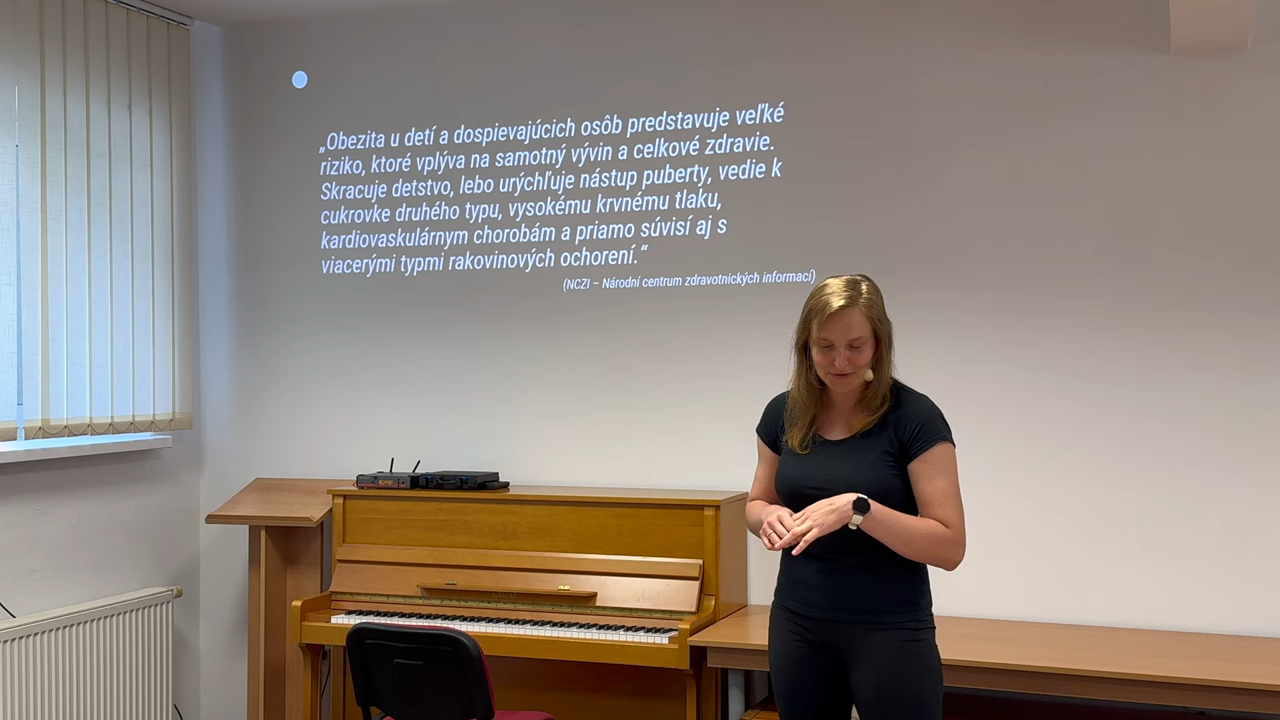 „Obezita u detí a dospievajúcich osôb predstavuje veľké
riziko, ktoré vplýva na samotný vývin a celkové zdravie.
Skracuje detstvo, lebo urýchľuje nástup puberty, vedie k
cukrovke druhého typu, vysokému krvnému tlaku,
kardiovaskulárnym chorobám a priamo súvisí aj s
viacerými typmi rakovinových ochorení.“
(NCZI – Národní centrum zdravotnických informací)